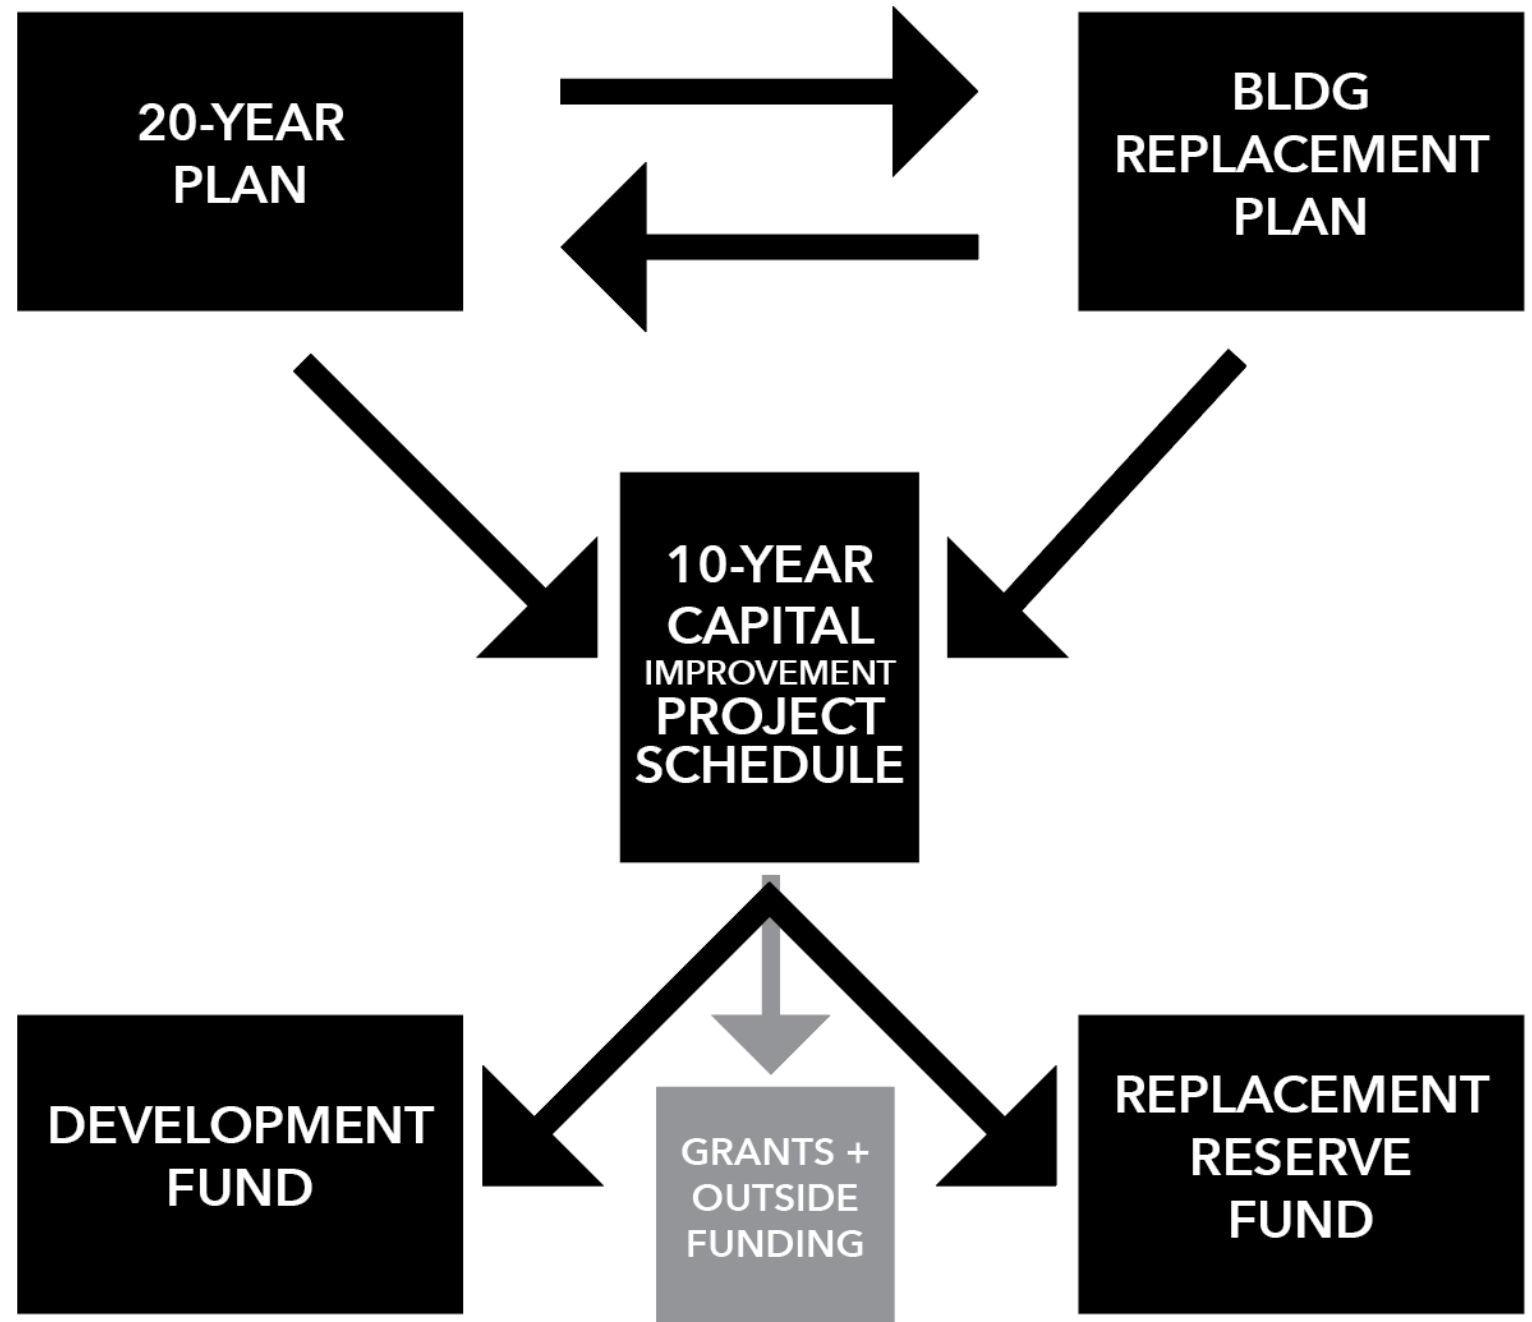 20-YEAR
PLAN
BLDG
REPLACEMENT
PLAN
10-YEAR
CAPITAL
IMPROVEMENT
PROJECT
SCHEDULE
DEVELOPMENT
FUND
GRANTS +
OUTSIDE
FUNDING
REPLACEMENT
RESERVE
FUND